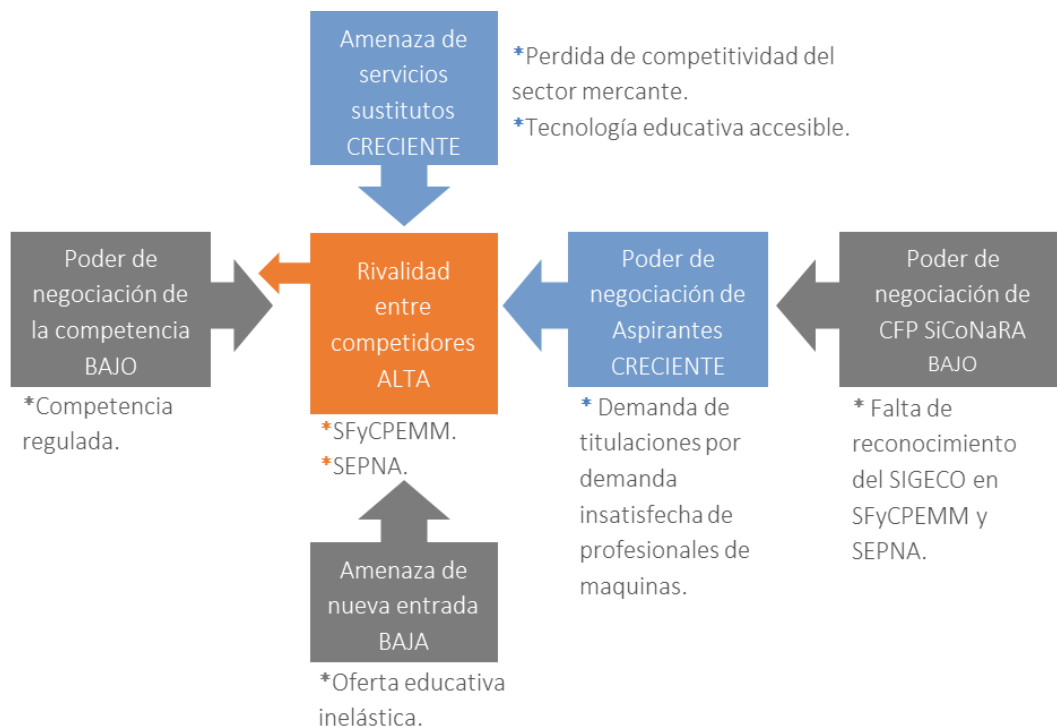 Amenaza de
servicios
sustitutos
CRECIENTE
*Perdida de competitividad del
sector mercante.
*Tecnología educativa accesible.
Poder de
negociación de
la competencia
BAJO
*Competencia
regulada.
Rivalidad
entre
competidores
ALTA
*SFyCPEMM.
*SEPNA.
Poder de
negociación de
Aspirantes
CRECIENTE
* Demanda de
titulaciones por
demanda
insatisfecha de
profesionales de
maquinas.
Poder de
negociación de
CFP SiCoNaRA
BAJO
* Falta de
reconocimiento
del SIGECO en
SFyCPEMM y
SEPNA.
Amenaza de
nueva entrada
BAJA
*Oferta educativa
inelástica.